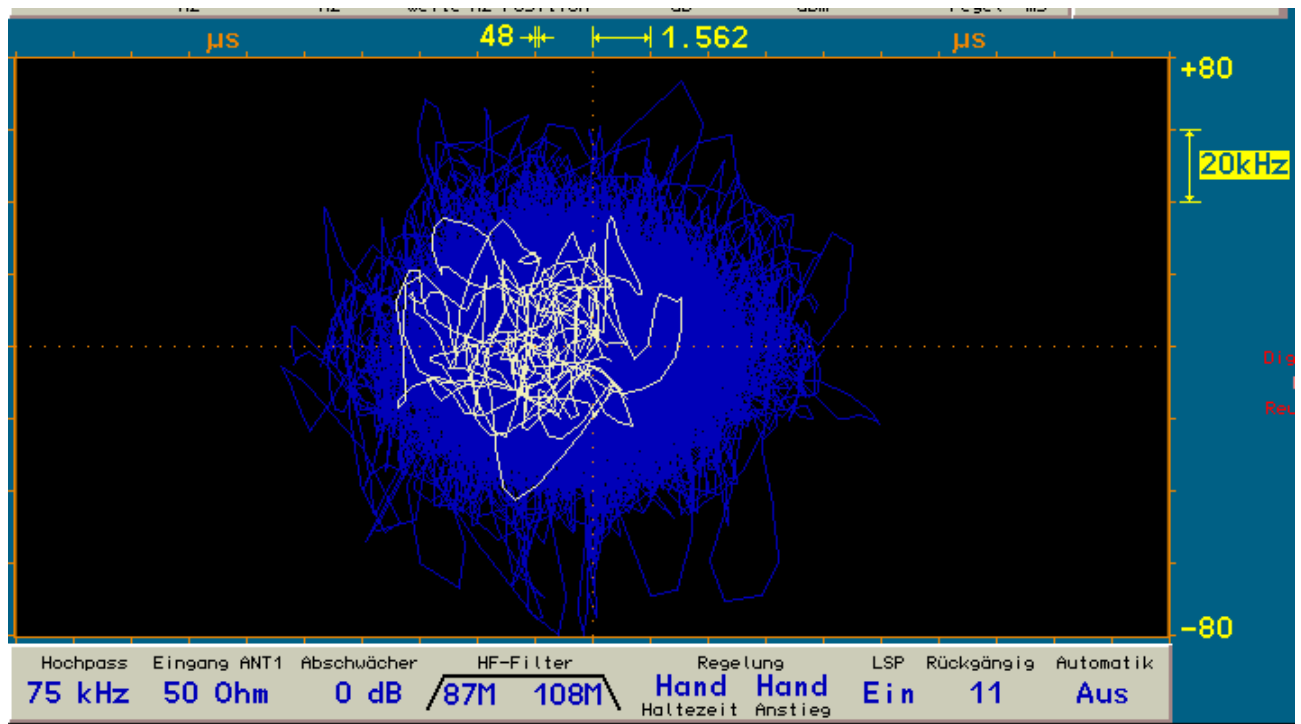 µs 48 1.562 µs
+80
20kHz
-80
Hochpass Eingang ANT1 Abschwächer HF-Filter Regelung LSP Rückgängig Automatik
75 kHz 50 Ohm 0 dB 87M 108M Hand Hand Ein 11 Aus
Haltezeit Anstieg